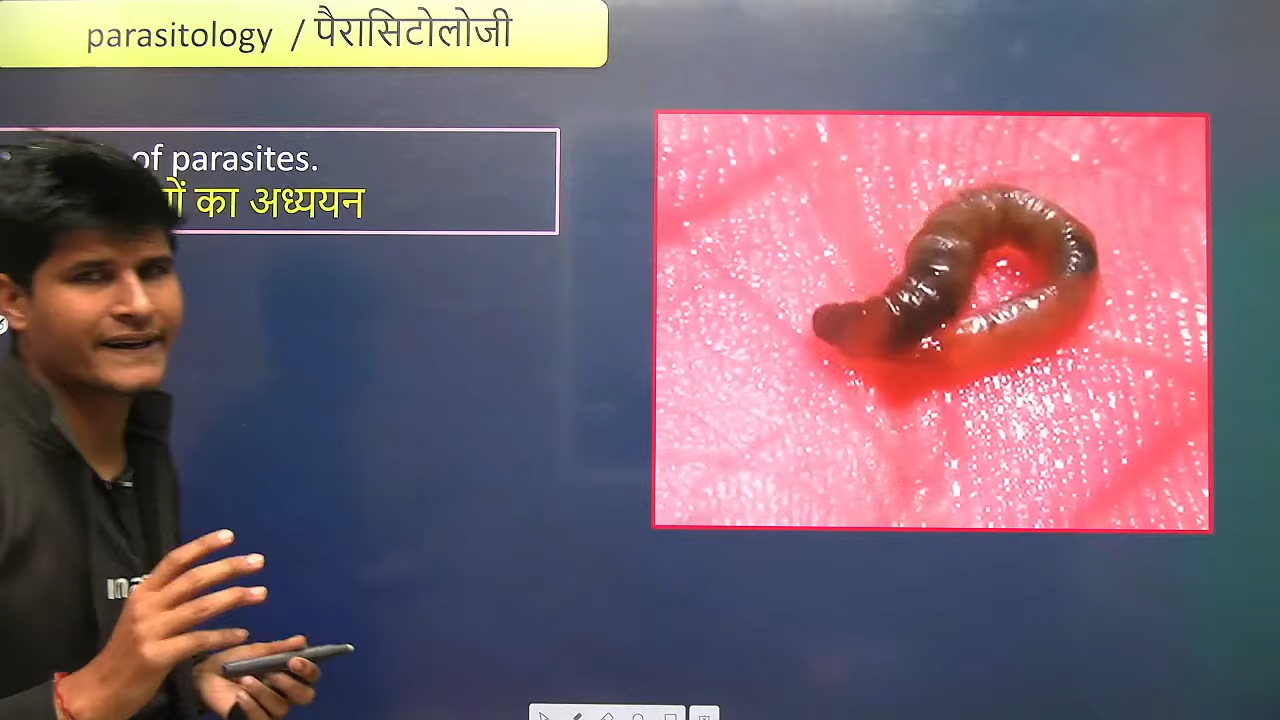 parasitology / पैरासिटोलोजी
of parasites.
का अध्ययन